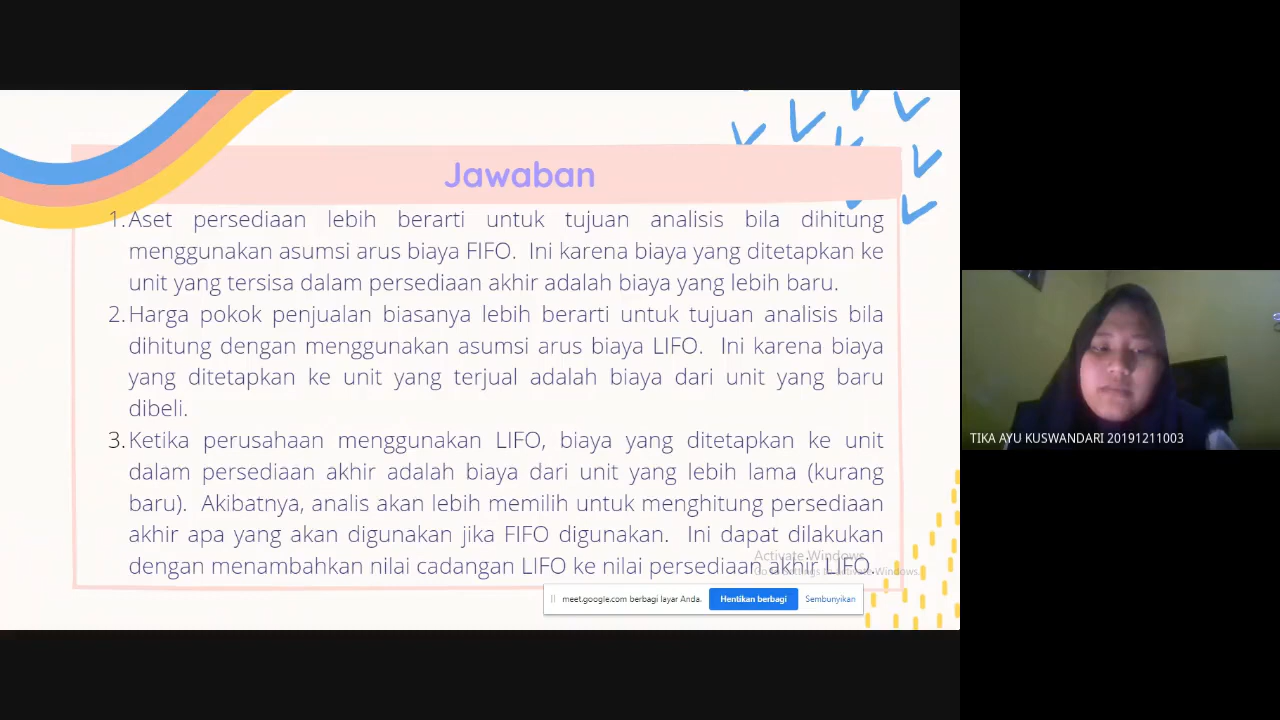 Jawaban
1. Aset persediaan lebih berarti untuk tujuan analisis bila dihitung
menggunakan asumsi arus biaya FIFO. Ini karena biaya yang ditetapkan ke
unit yang tersisa dalam persediaan akhir adalah biaya yang lebih baru.
2. Harga pokok penjualan biasanya lebih berarti untuk tujuan analisis bila
dihitung dengan menggunakan asumsi arus biaya LIFO. Ini karena biaya
yang ditetapkan ke unit yang terjual adalah biaya dari unit yang baru
dibeli.
3. Ketika perusahaan menggunakan LIFO, biaya yang ditetapkan ke unit
dalam persediaan akhir adalah biaya dari unit yang lebih lama (kurang
baru). Akibatnya, analis akan lebih memilih untuk menghitung persediaan
akhir apa yang akan digunakan jika FIFO digunakan. Ini dapat dilakukan
dengan menambahkan nilai cadangan LIFO ke nilai persediaan akhir LIFO.
Activate Windows
Go to Settings to activate Windows.
meet.google.com berbagi layar Anda.
Hentikan berbagi
Sembunyikan
TIKA AYU KUSWANDARI 20191211003